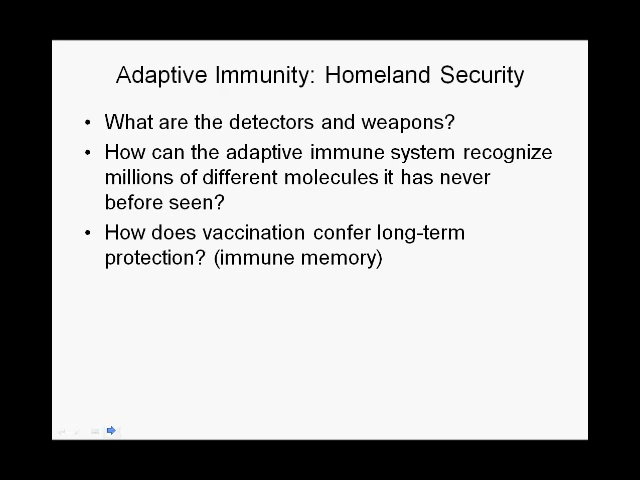 Adaptive Immunity: Homeland Security
• What are the detectors and weapons?
• How can the adaptive immune system recognize
millions of different molecules it has never
before seen?
• How does vaccination confer long-term
protection? (immune memory)